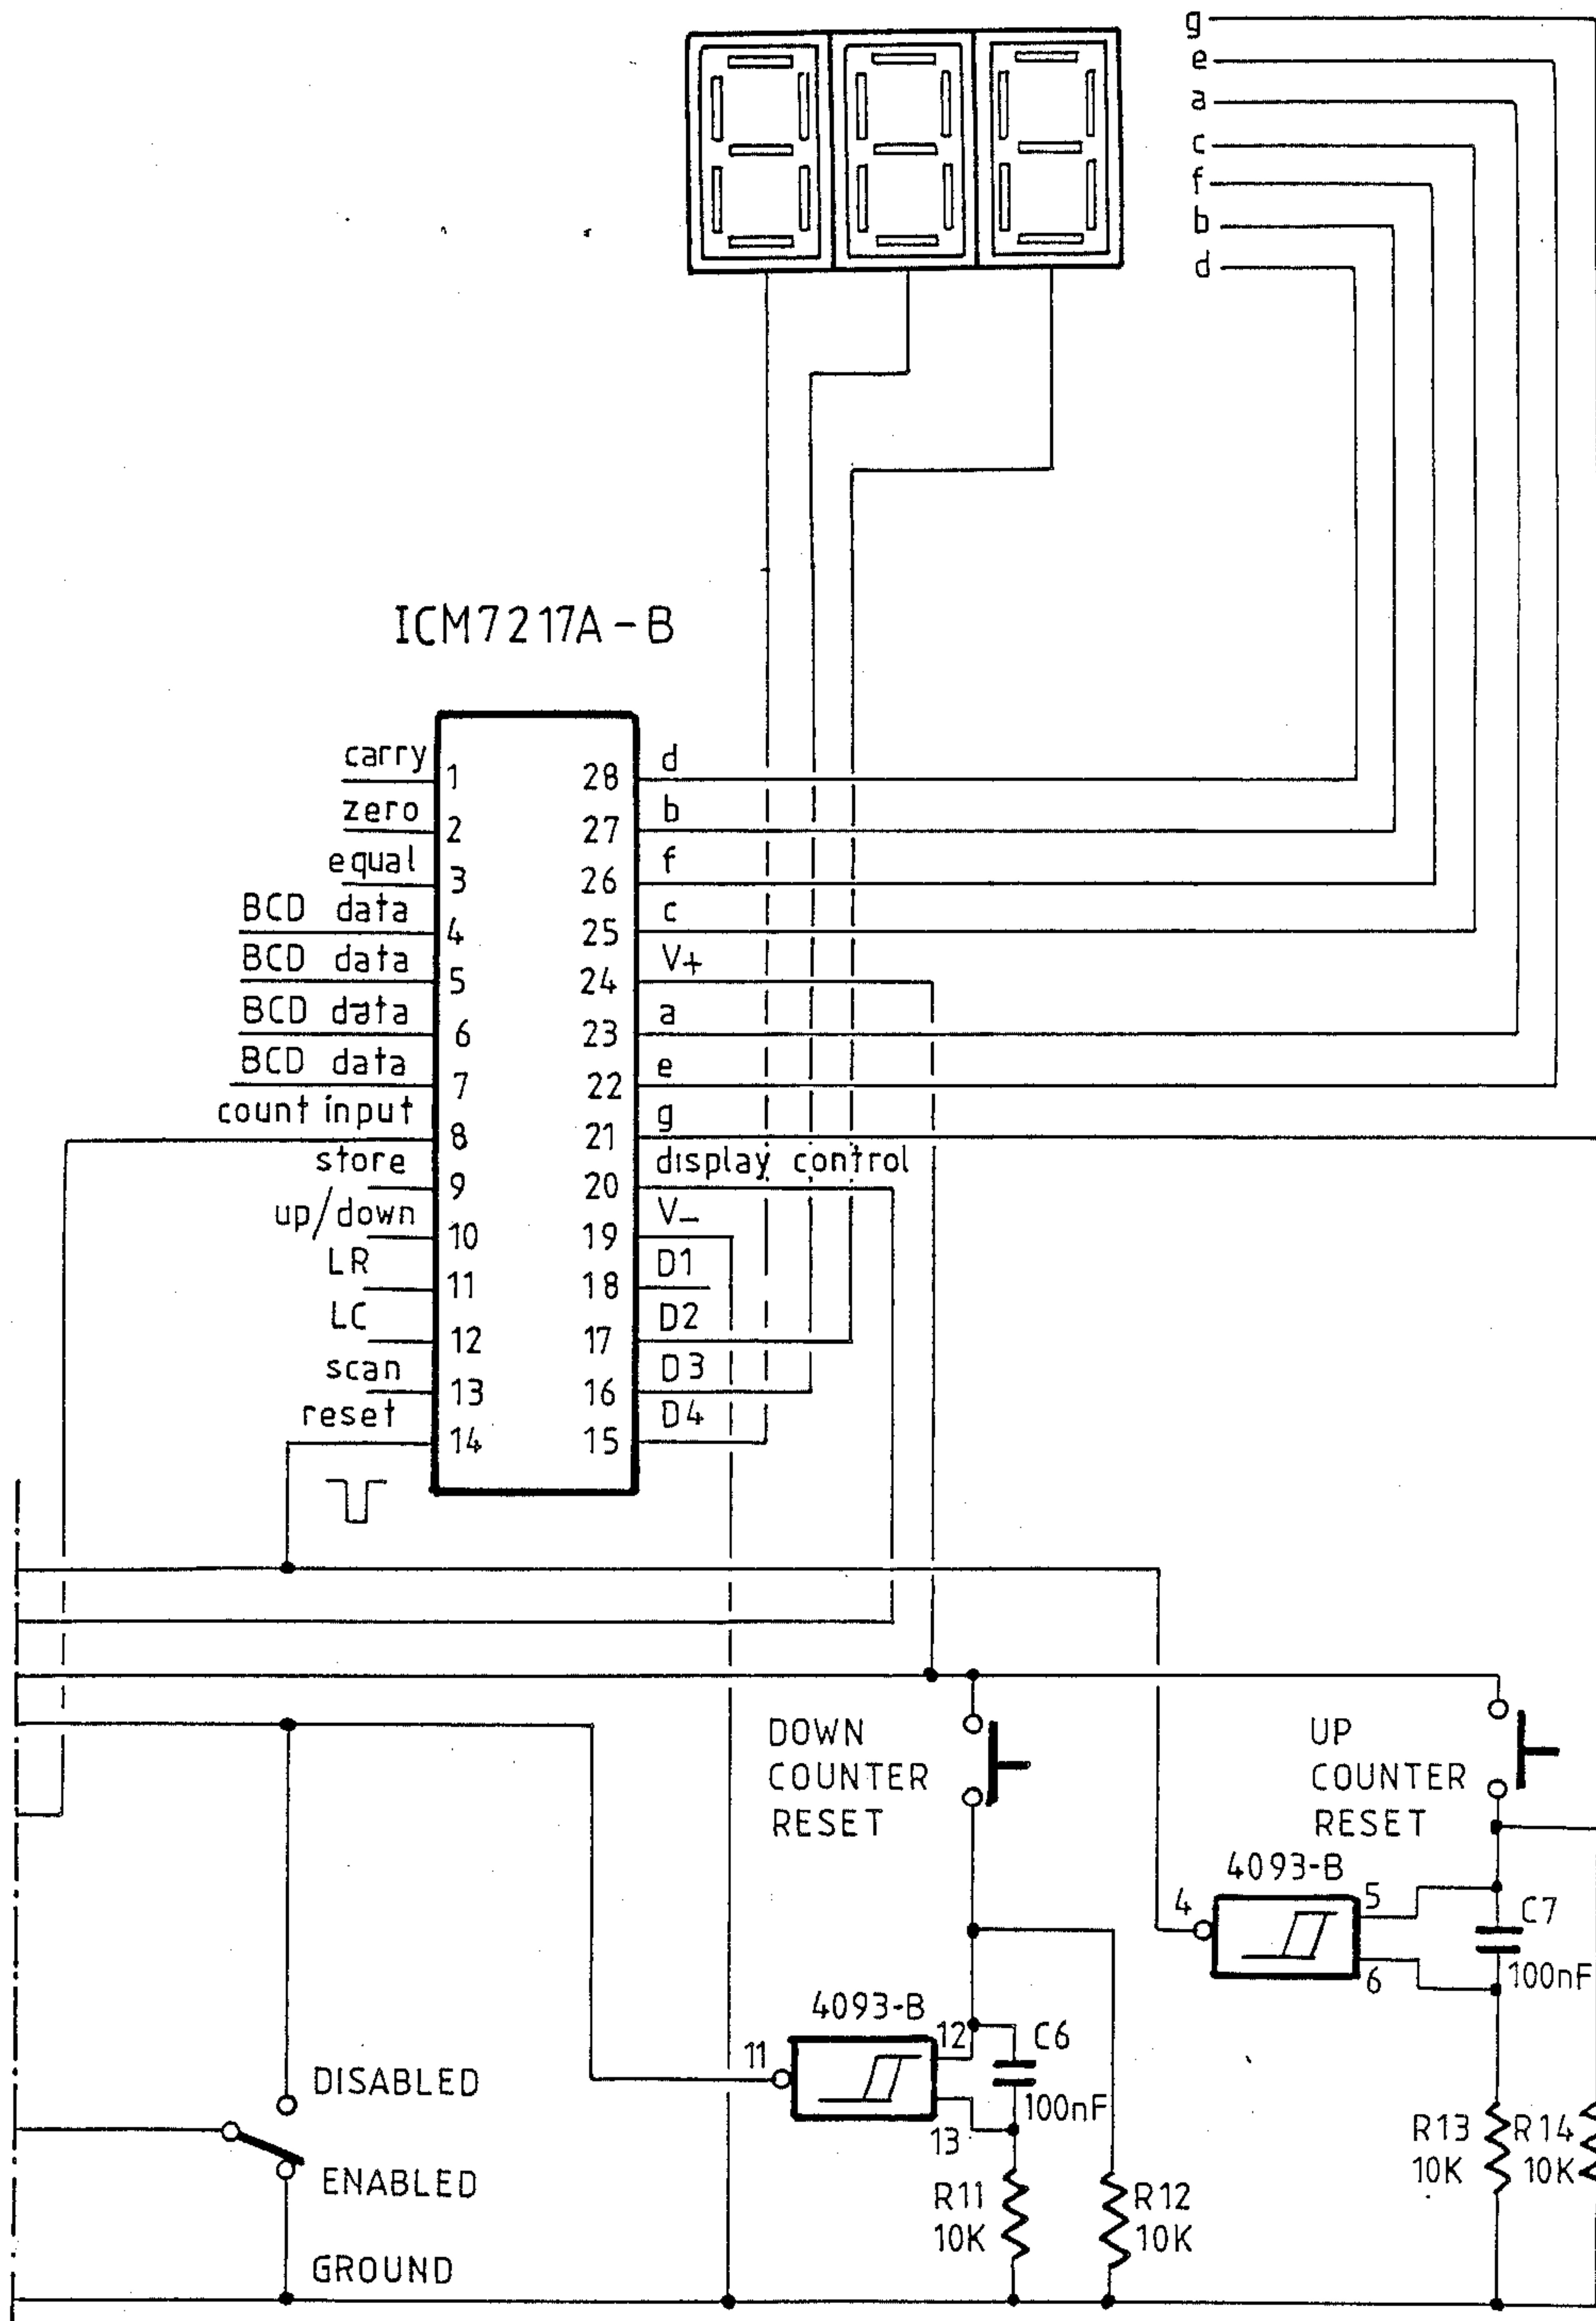 g
e
a
c
f
b
d
ICM7217A-B
carry 1 28 d
zero 2 27 b
equal 3 26 f
BCD data 4 25 c
BCD data 5 24 V+
BCD data 6 23 a
BCD data 7 22 e
count input 8 21 g
store 9 20 display control
up/down 10 19 V-
LR 11 18 D1
LC 12 17 D2
scan 13 16 D3
reset 14 15 D4
DOWN
COUNTER
RESET
UP
COUNTER
RESET
4093-B
4
5
6
C7
100nF
4093-B
11
12
13
C6
100nF
DISABLED
ENABLED
GROUND
R11
10K
R12
10K
R13
10K
R14
10K